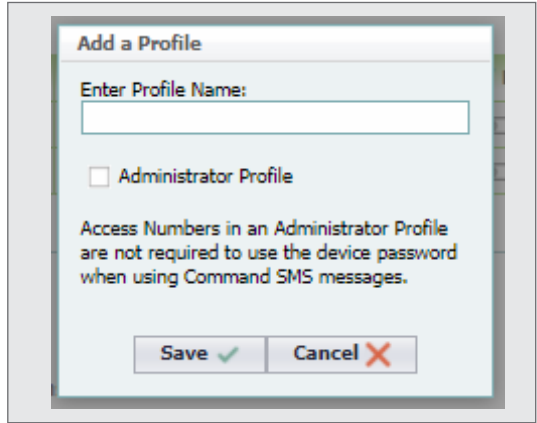 Add a Profile
Enter Profile Name:
Administrator Profile
Access Numbers in an Administrator Profile
are not required to use the device password
when using Command SMS messages.
Save
Cancel